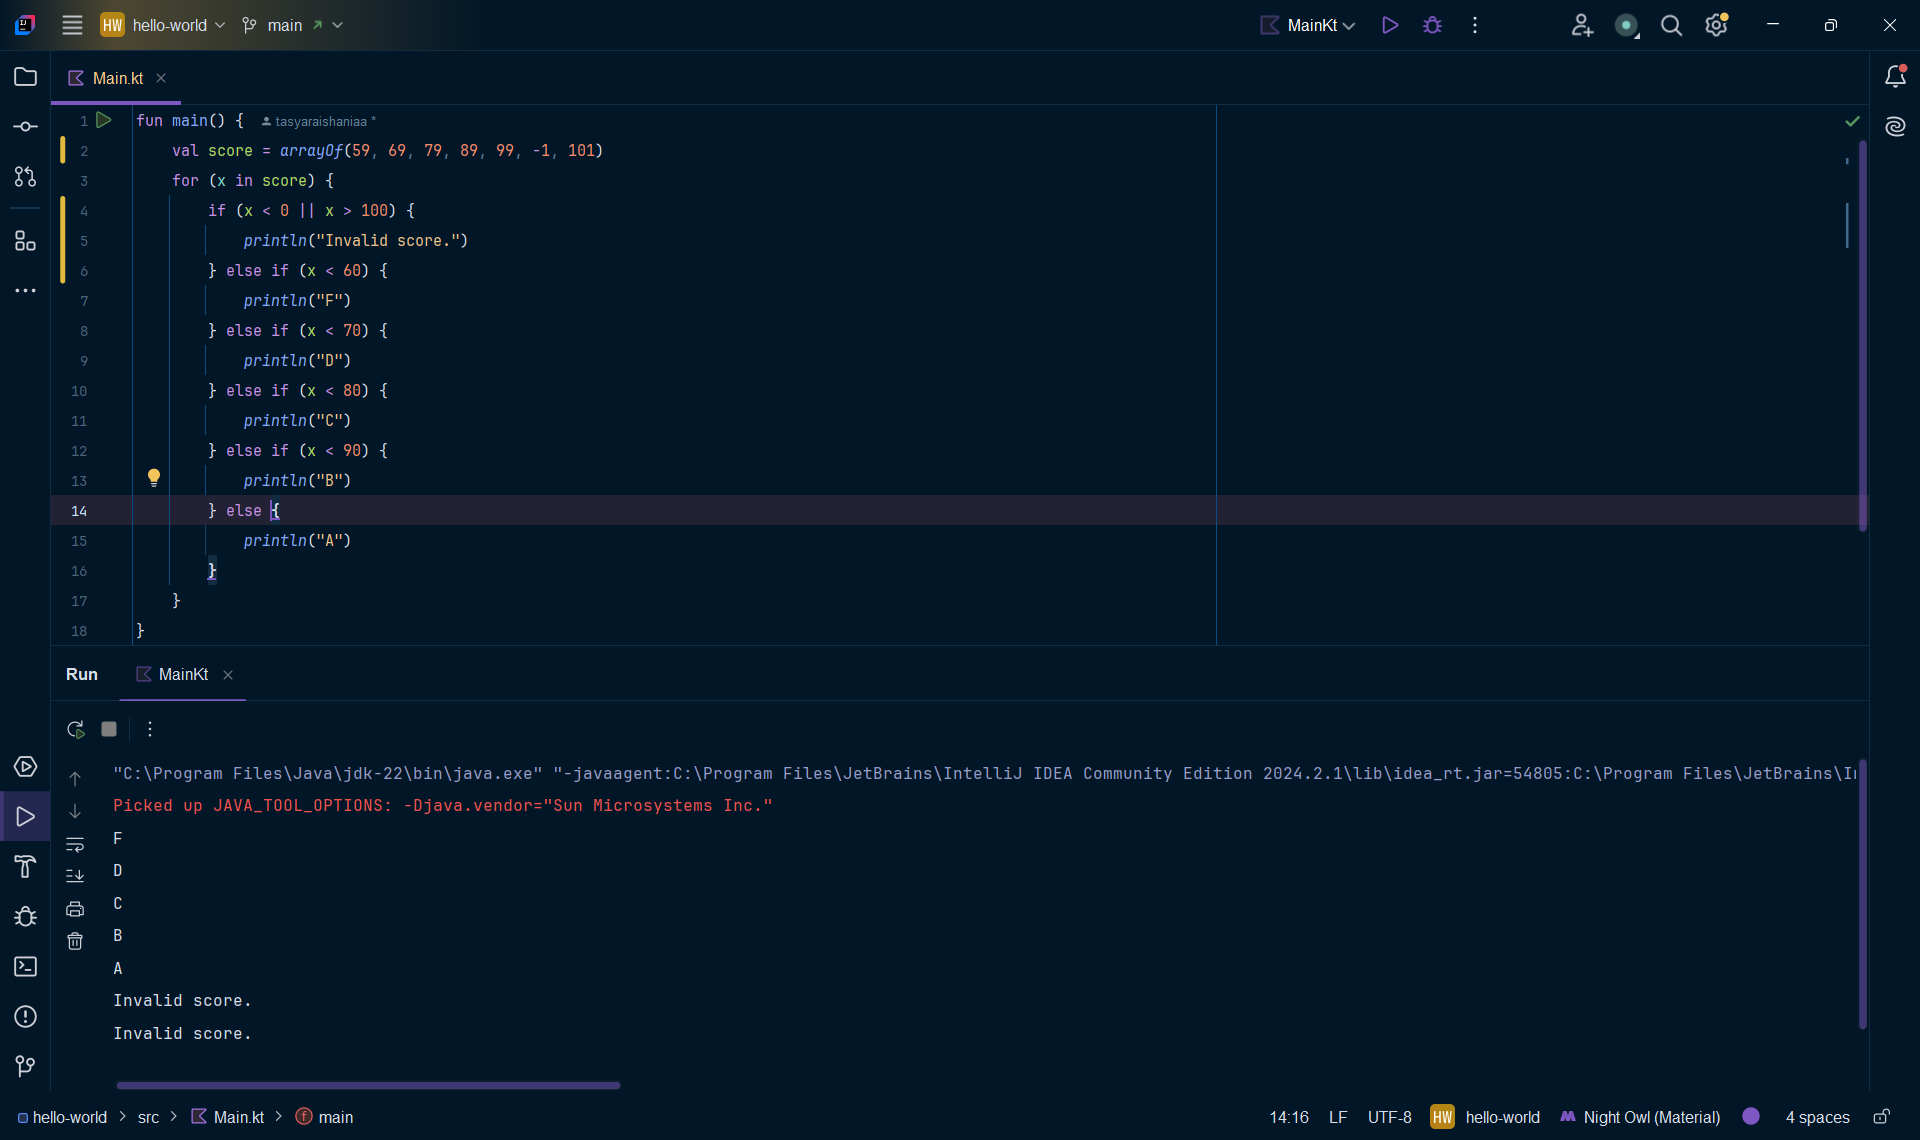 HW hello-world main MainKt
Main.kt
1 fun main() { tasyaraishaniaa *
2 val score = arrayOf(59, 69, 79, 89, 99, -1, 101)
3 for (x in score) {
4 if (x < 0 || x > 100) {
5 println("Invalid score.")
6 } else if (x < 60) {
7 println("F")
8 } else if (x < 70) {
9 println("D")
10 } else if (x < 80) {
11 println("C")
12 } else if (x < 90) {
13 println("B")
14 } else {
15 println("A")
16 }
17 }
18 }
Run MainKt
"C:\Program Files\Java\jdk-22\bin\java.exe" "-javaagent:C:\Program Files\JetBrains\IntelliJ IDEA Community Edition 2024.2.1\lib\idea_rt.jar=54805:C:\Program Files\JetBrains\I
Picked up JAVA_TOOL_OPTIONS: -Djava.vendor="Sun Microsystems Inc."
F
D
C
B
A
Invalid score.
Invalid score.
hello-world > src > Main.kt > main 14:16 LF UTF-8 HW hello-world Night Owl (Material) 4 spaces